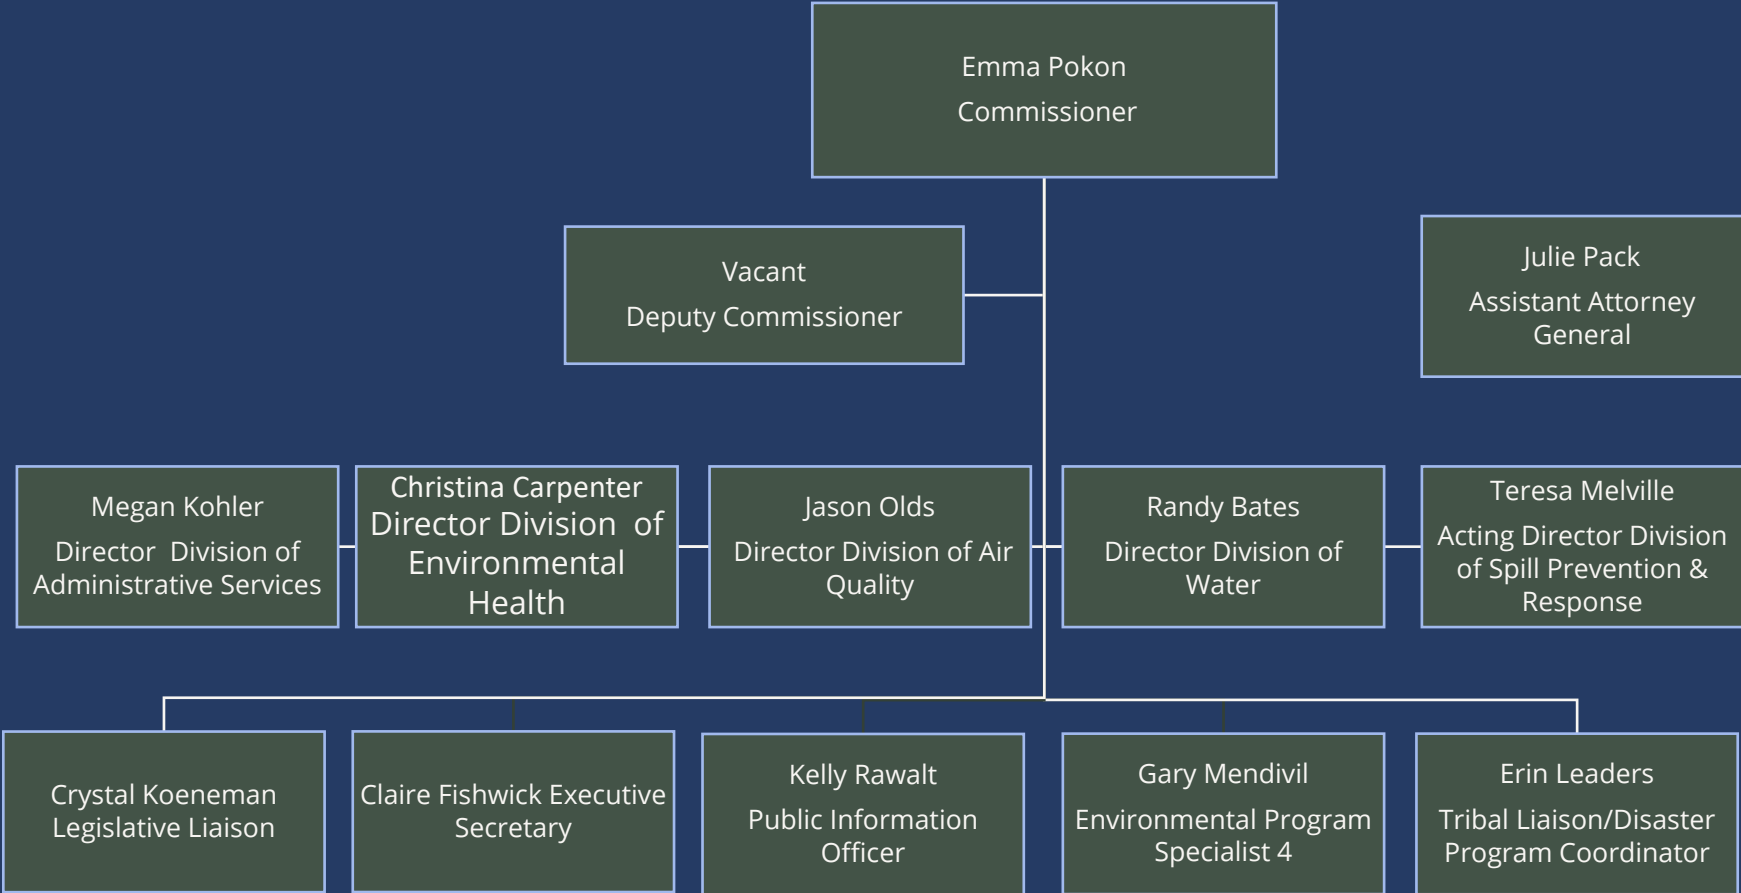 Emma Pokon
Commissioner
Vacant
Deputy Commissioner
Julie Pack
Assistant Attorney
General
Megan Kohler
Director Division of
Administrative Services
Christina Carpenter
Director Division of
Environmental
Health
Jason Olds
Director Division of Air
Quality
Randy Bates
Director Division of
Water
Teresa Melville
Acting Director Division
of Spill Prevention &
Response
Crystal Koeneman
Legislative Liaison
Claire Fishwick Executive
Secretary
Kelly Rawalt
Public Information
Officer
Gary Mendivil
Environmental Program
Specialist 4
Erin Leaders
Tribal Liaison/Disaster
Program Coordinator